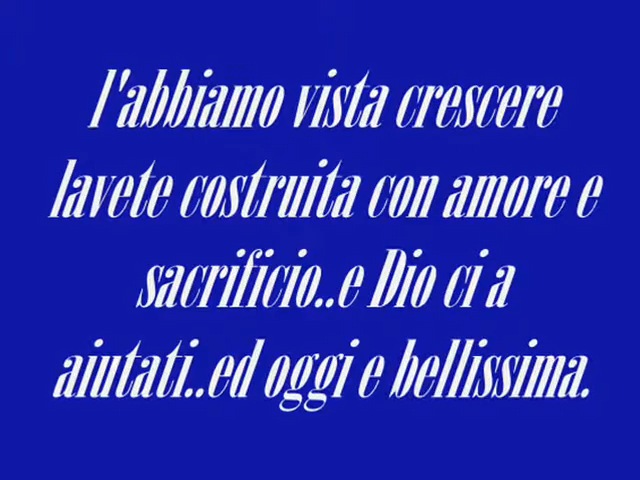 l'abbiamo vista crescere
lavete costruita con amore e
sacrificio..e Dio ci a
aiutati..ed oggi e bellissima.